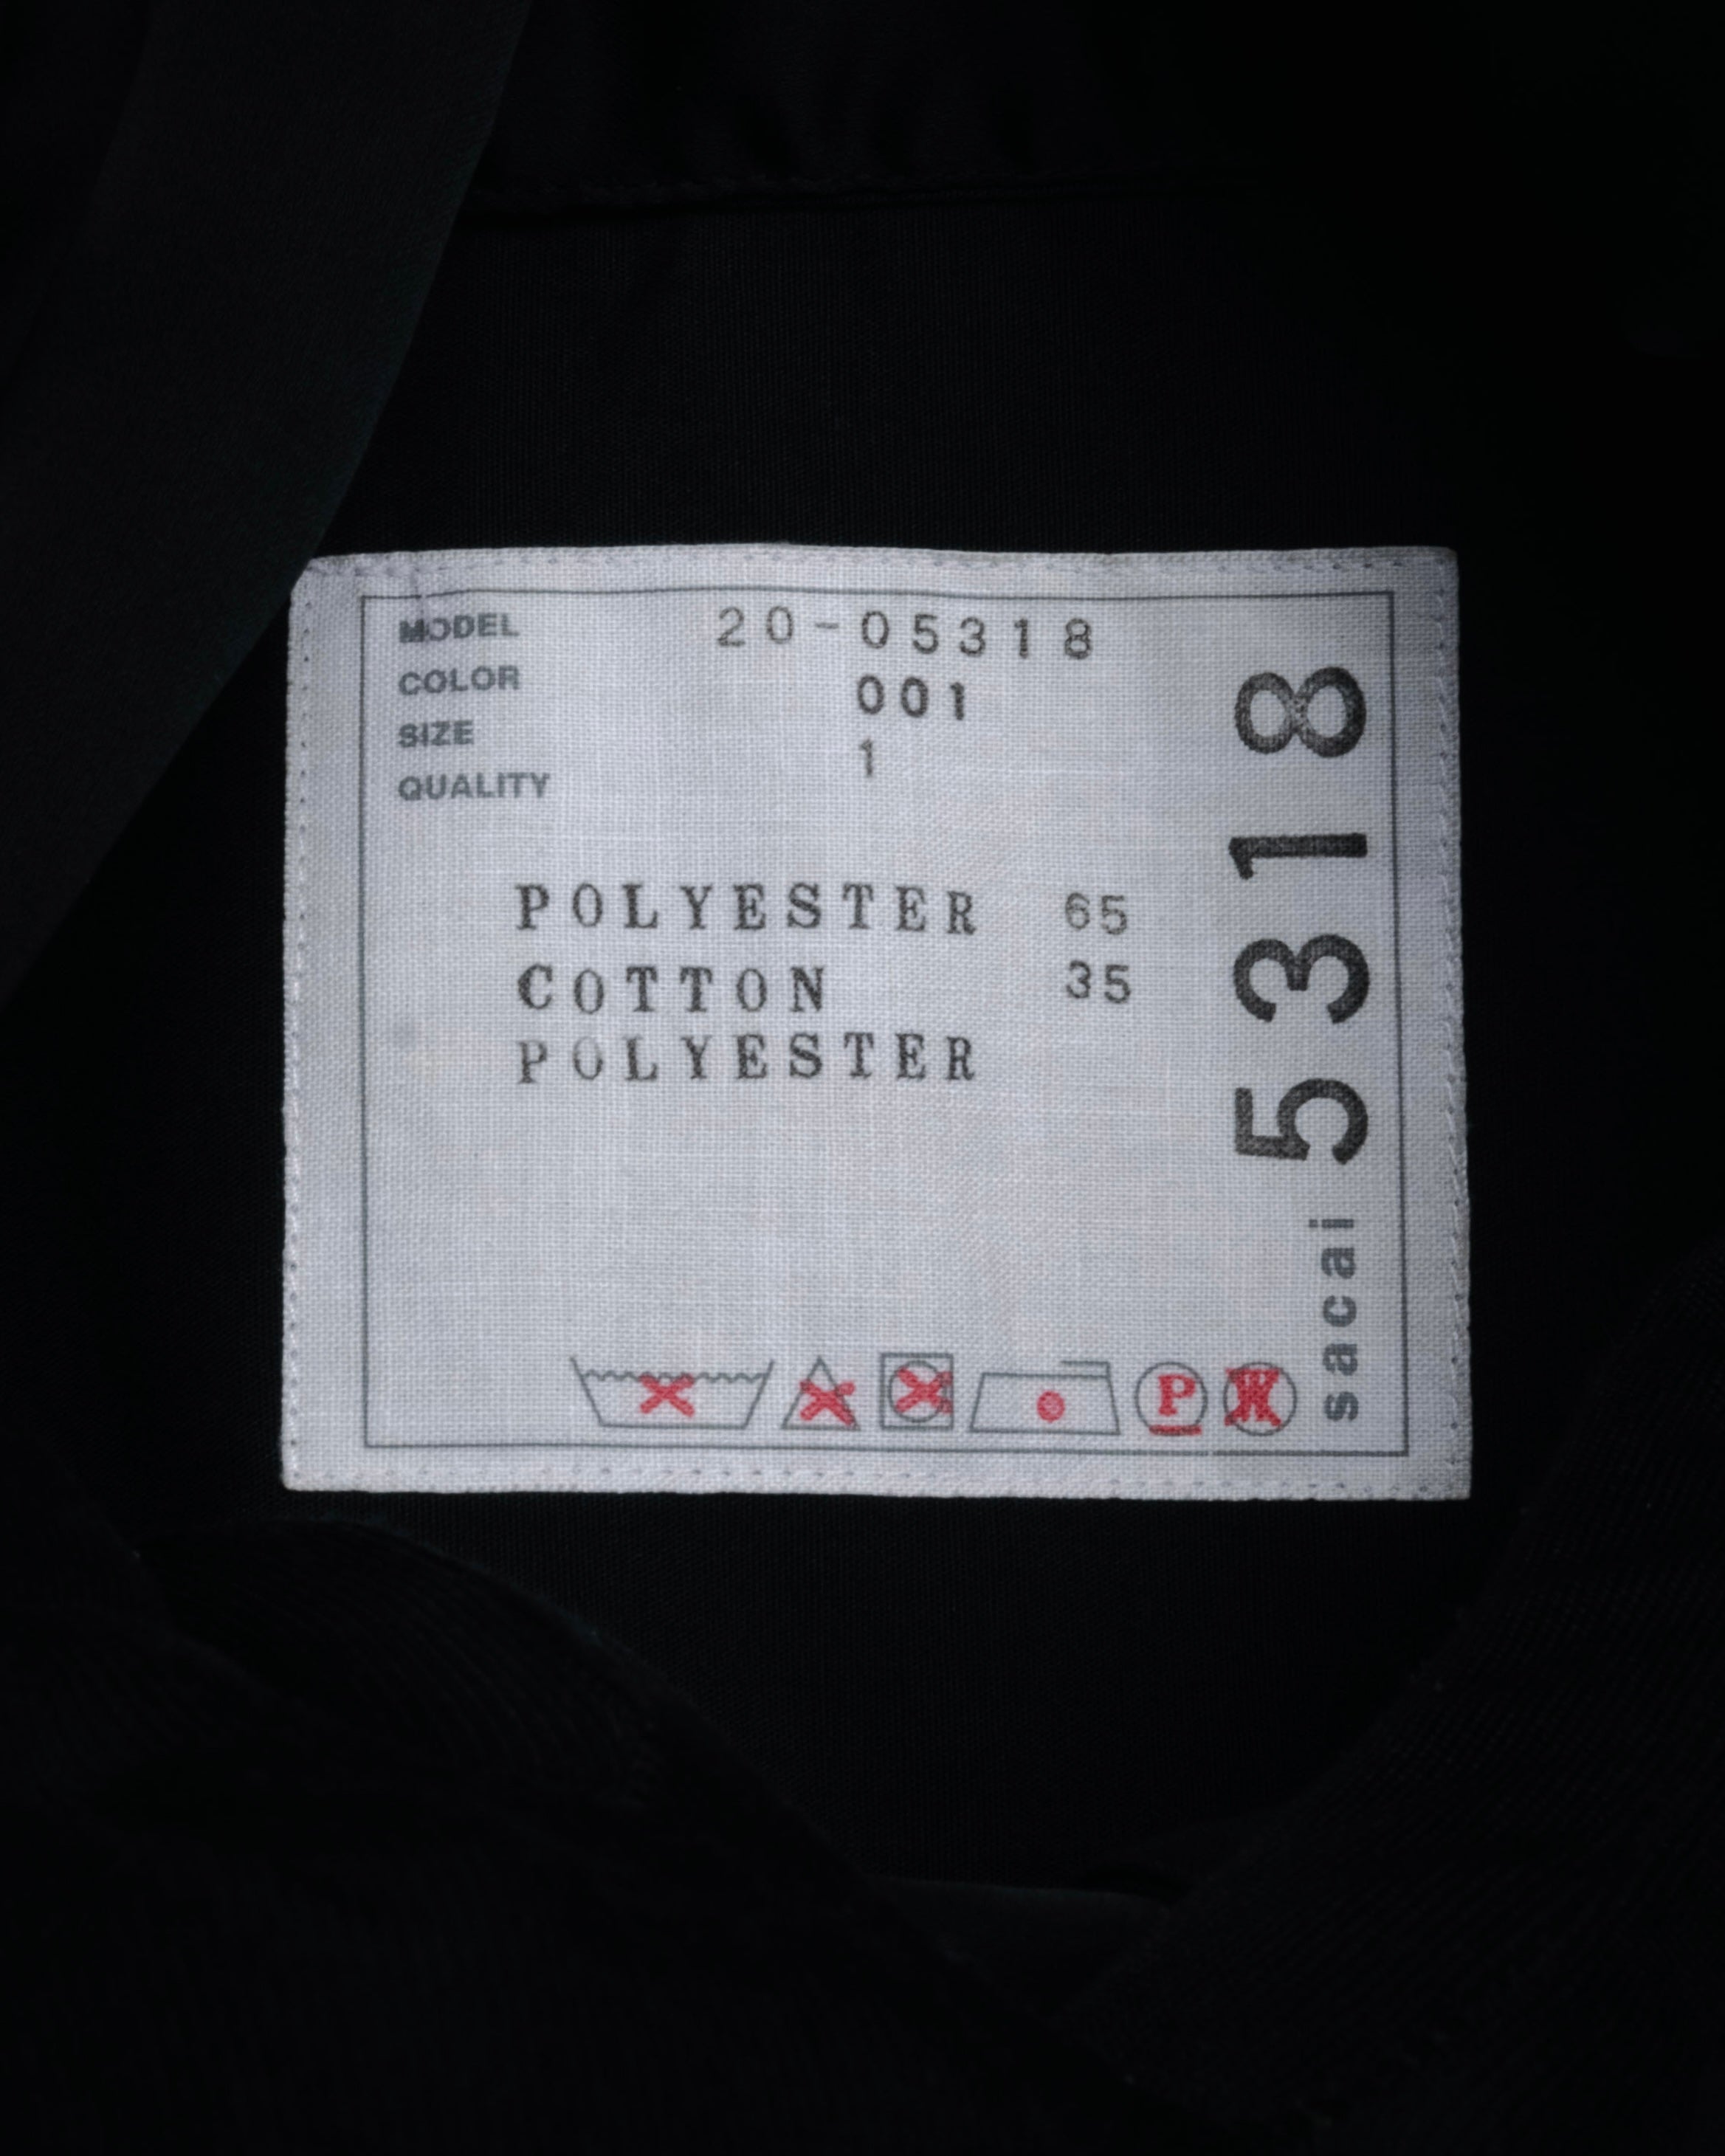 MODEL 20-05318
COLOR 001
SIZE 1
QUALITY
POLYESTER 65
COTTON 35
POLYESTER
P W
sacai 5318